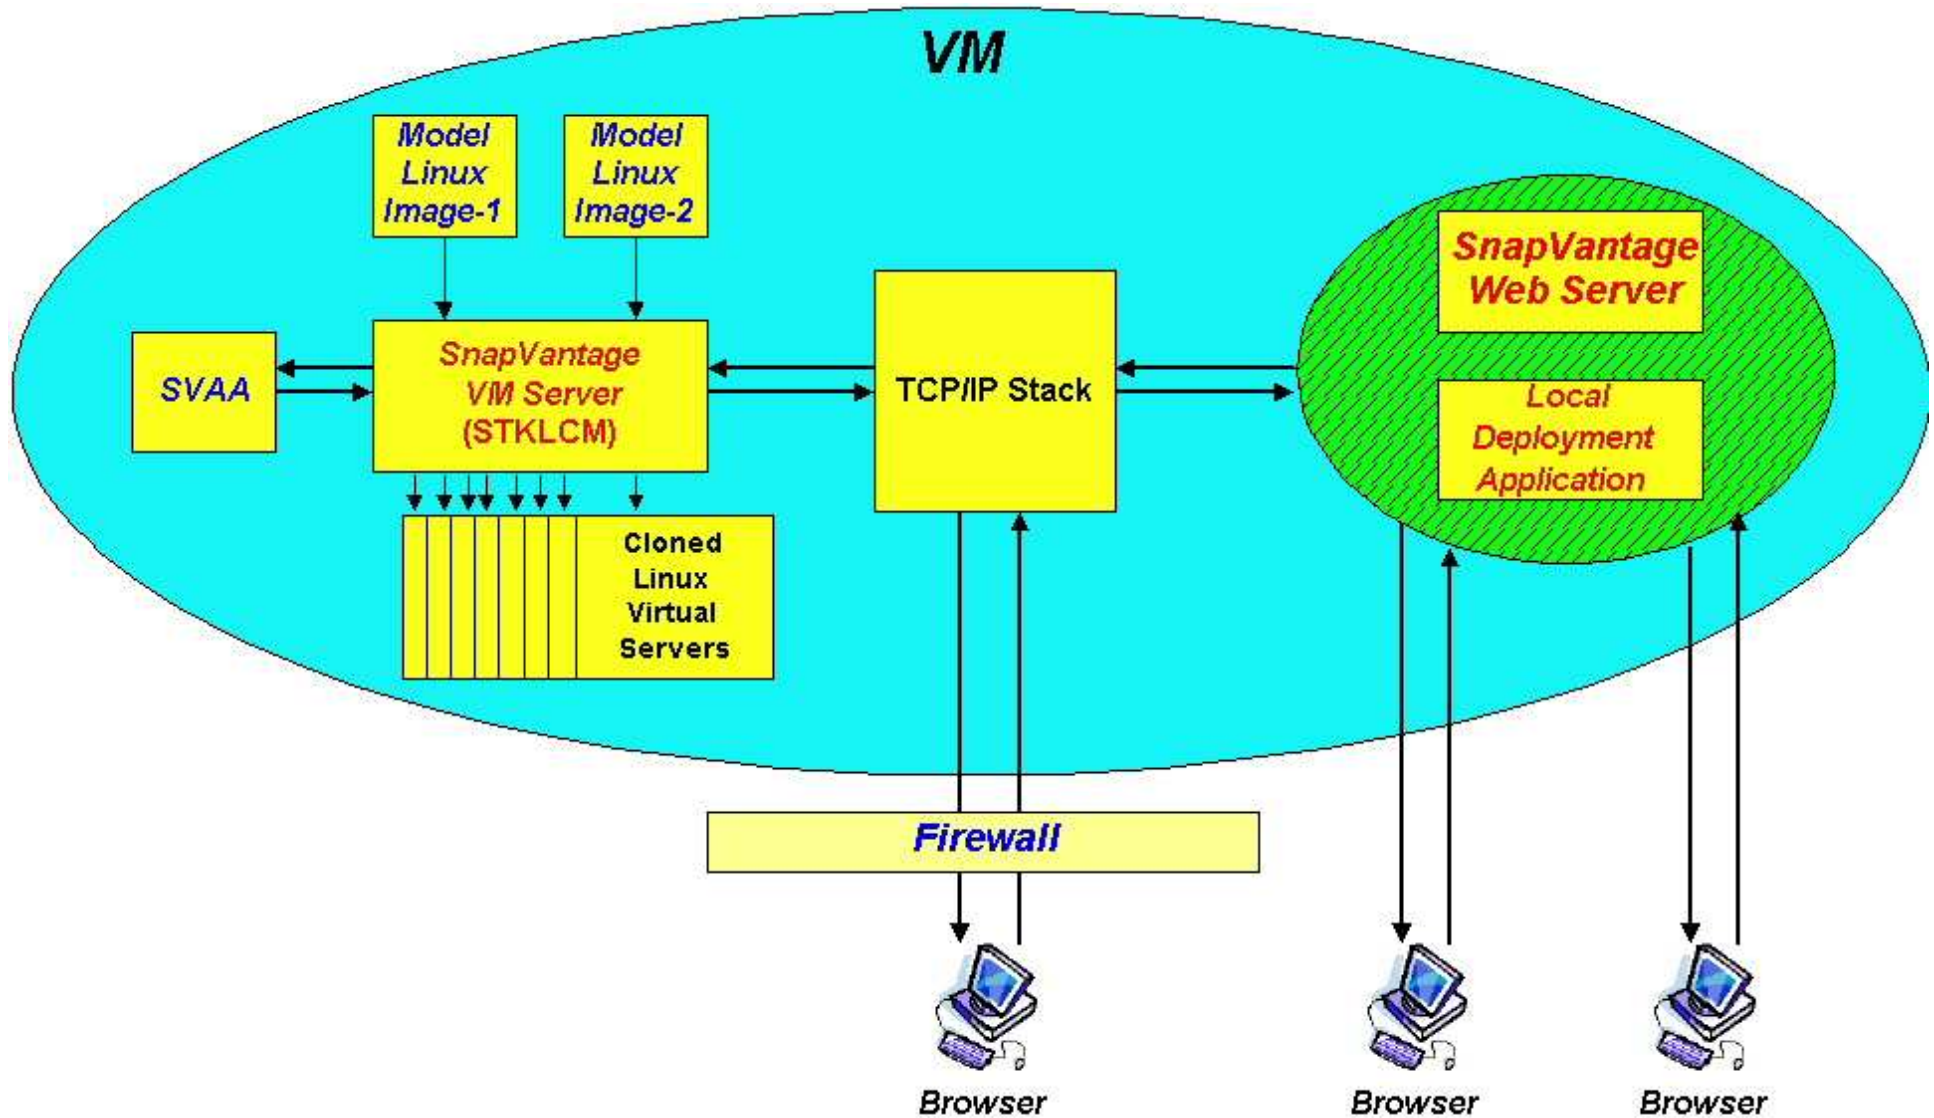 VM
Model
Linux
Image-1
Model
Linux
Image-2
SnapVantage
Web Server
SVAA
SnapVantage
VM Server
(STKLCM)
TCP/IP Stack
Local
Deployment
Application
Cloned
Linux
Virtual
Servers
Firewall
Browser
Browser
Browser